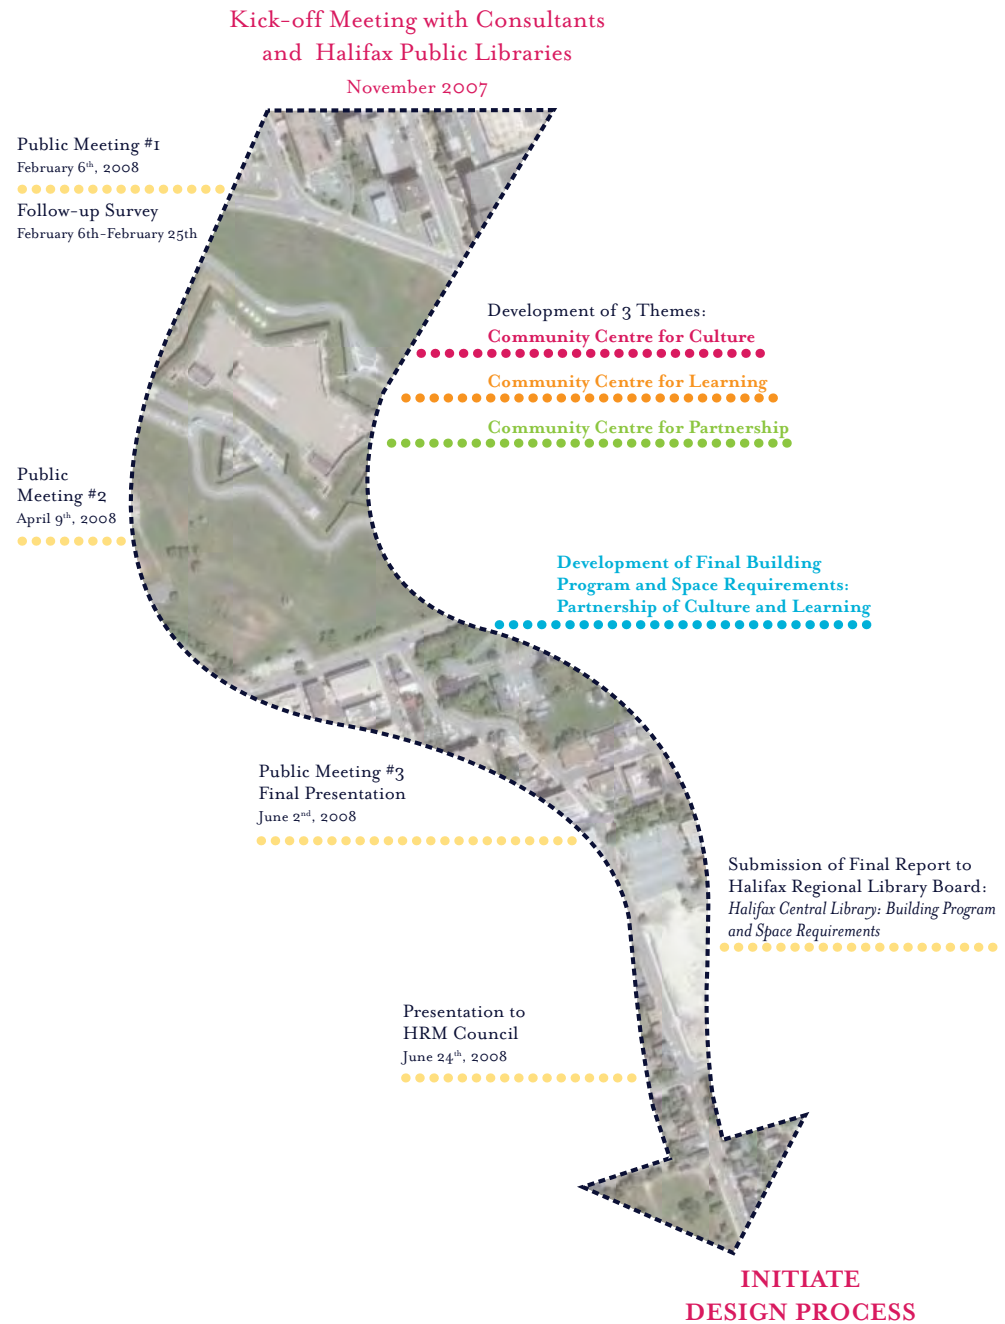 Kick-off Meeting with Consultants
and Halifax Public Libraries
November 2007
Public Meeting #1
February 6th, 2008
Follow-up Survey
February 6th-February 25th
Development of 3 Themes:
Community Centre for Culture
Community Centre for Learning
Community Centre for Partnership
Public
Meeting #2
April 9th, 2008
Development of Final Building
Program and Space Requirements:
Partnership of Culture and Learning
Public Meeting #3
Final Presentation
June 2nd, 2008
Submission of Final Report to
Halifax Regional Library Board:
Halifax Central Library: Building Program
and Space Requirements
Presentation to
HRM Council
June 24th, 2008
INITIATE
DESIGN PROCESS